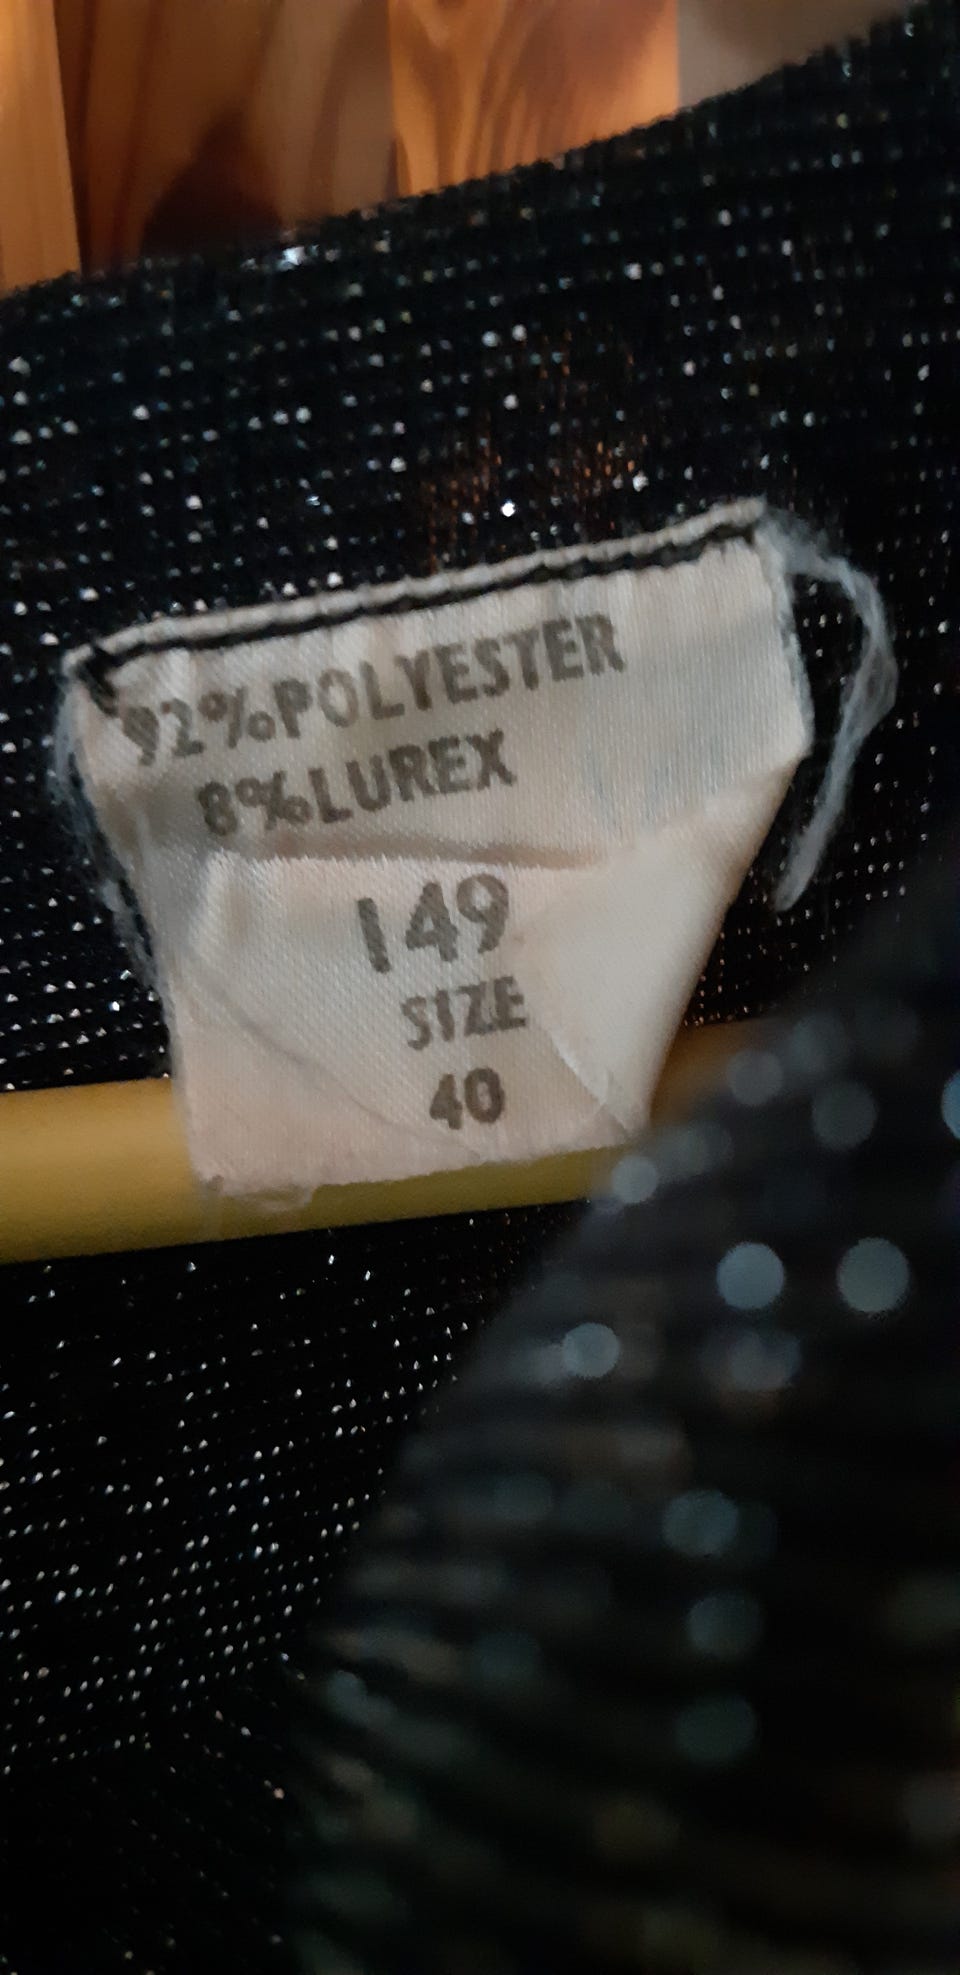 92%POLYESTER
8%LUREX
149
SIZE
40